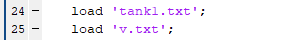 24 – load 'tank1.txt';
25 – load 'v.txt';